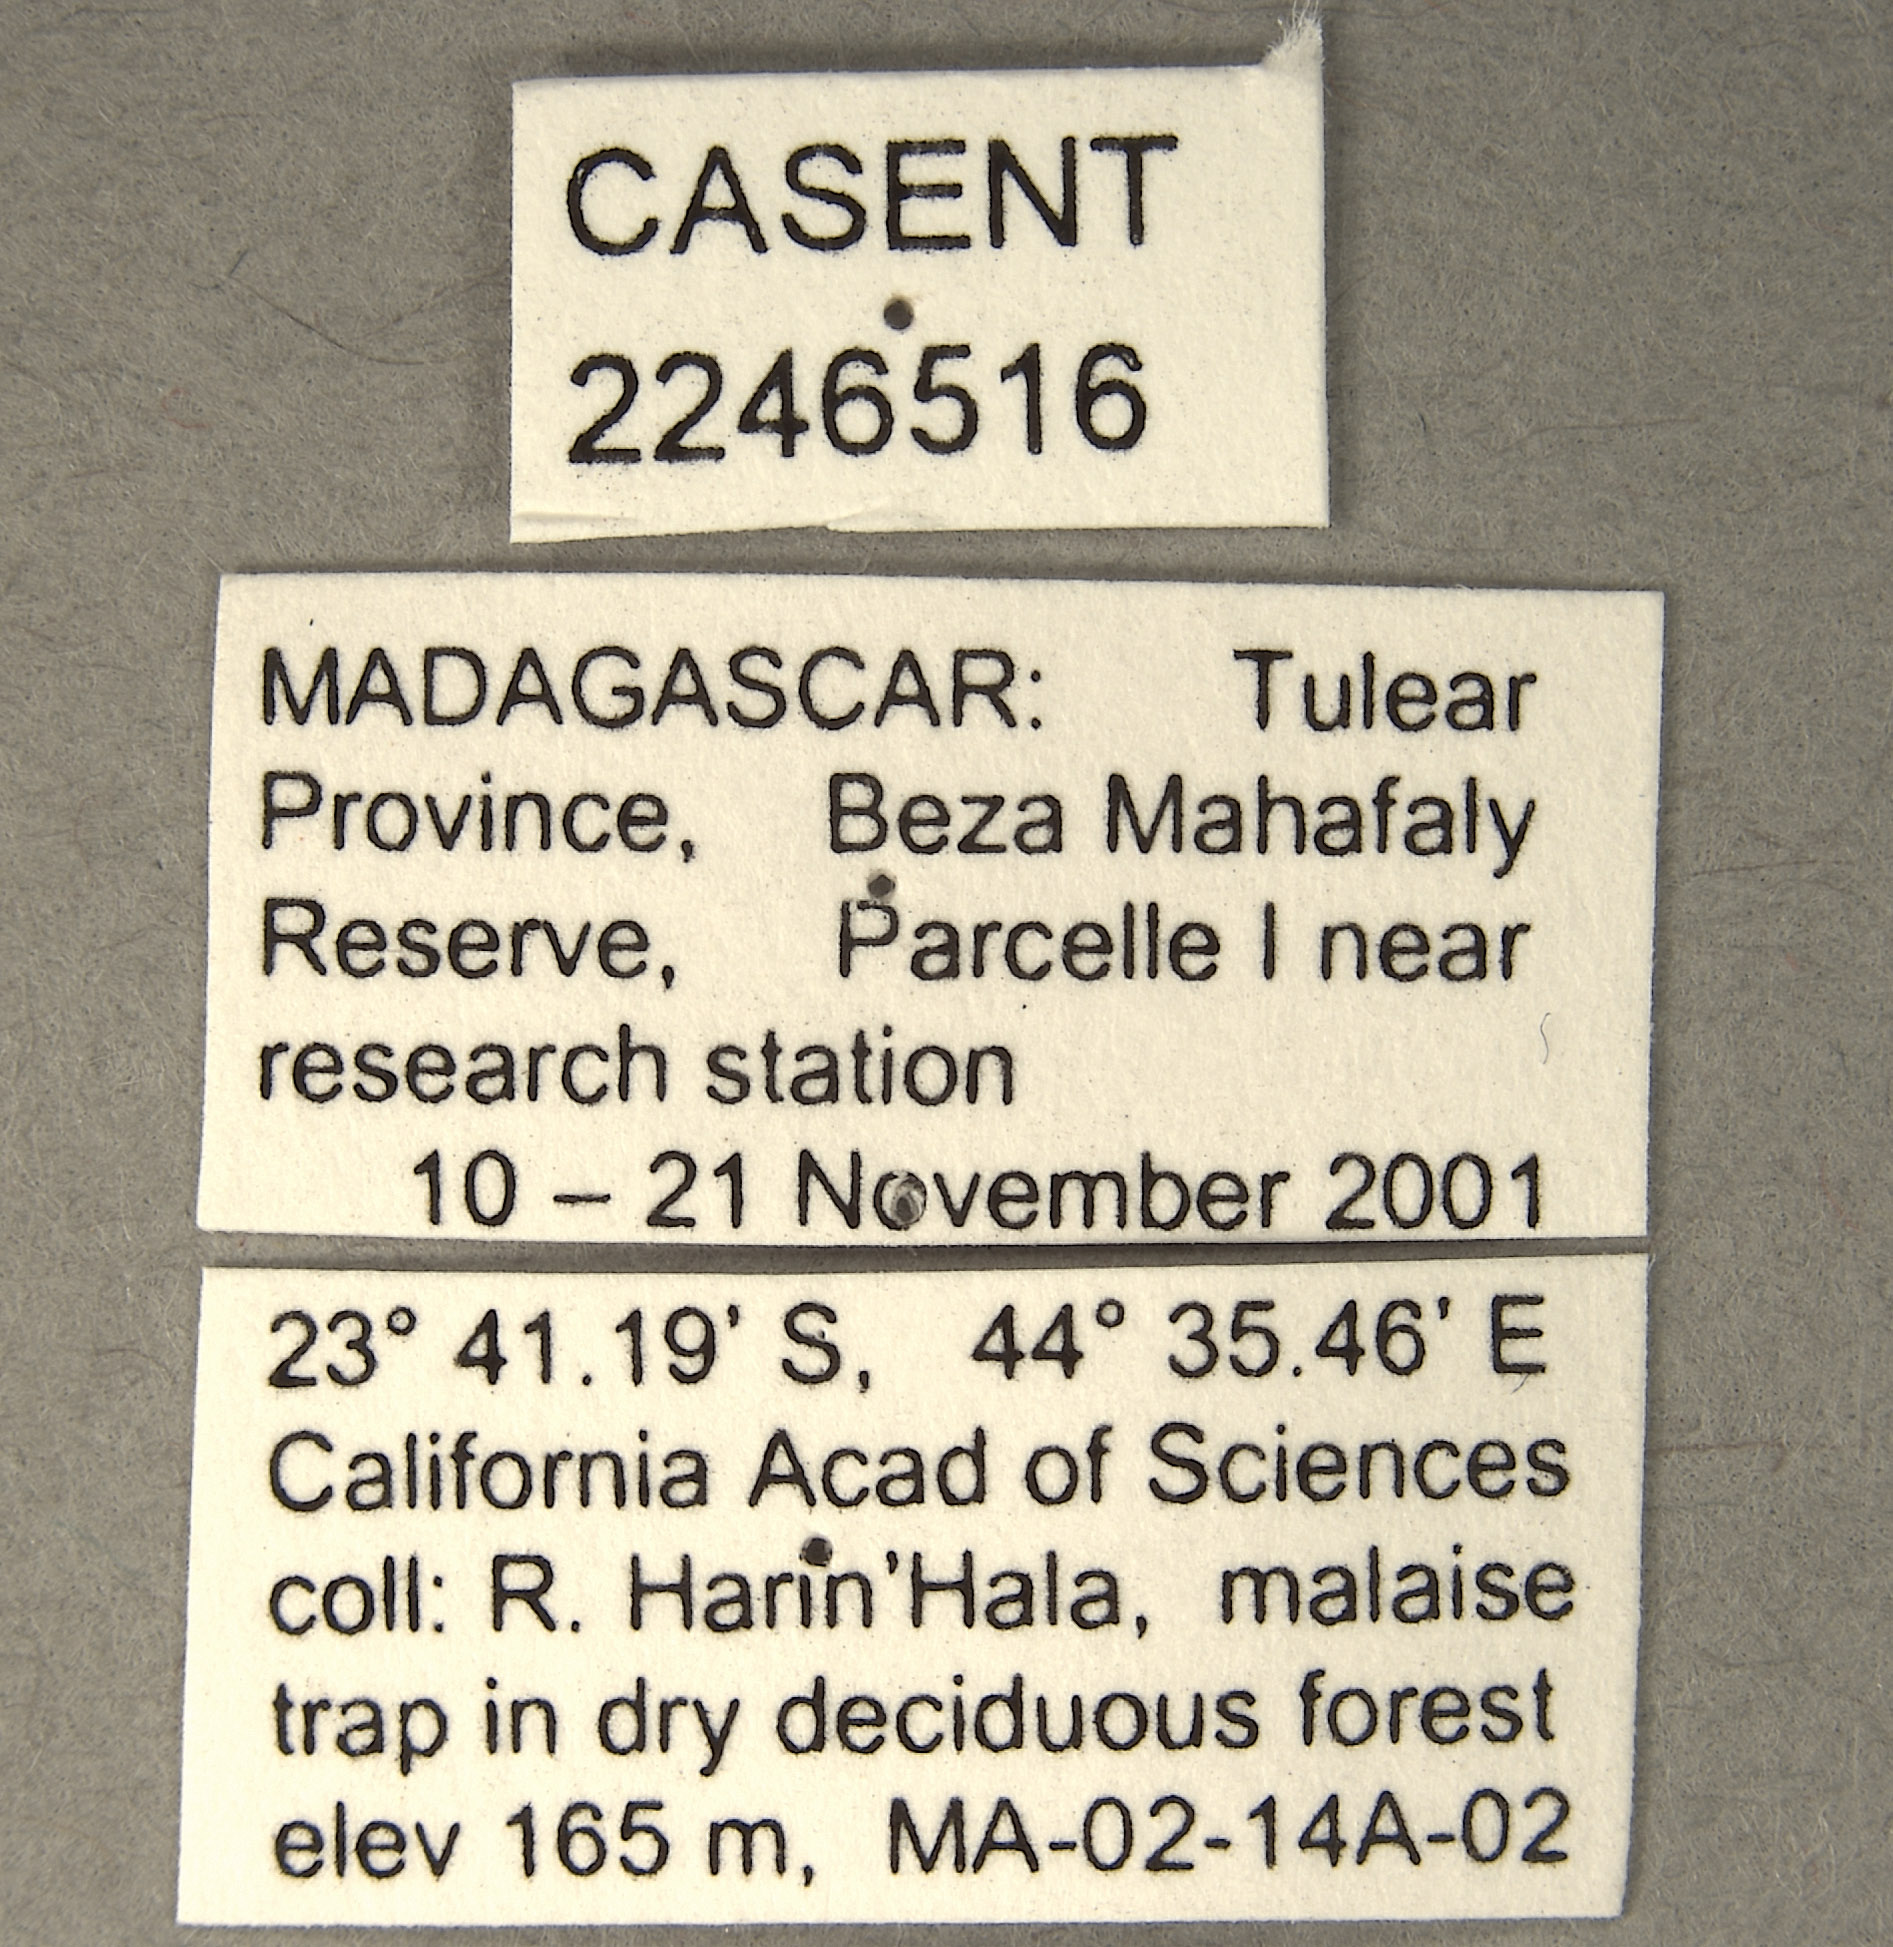 CASENT
2246516
MADAGASCAR: Tulear
Province, Beza Mahafaly
Reserve, Parcelle I near
research station
10 – 21 November 2001
23° 41.19' S, 44° 35.46' E
California Acad of Sciences
coll: R. Harin'Hala, malaise
trap in dry deciduous forest
elev 165 m, MA-02-14A-02